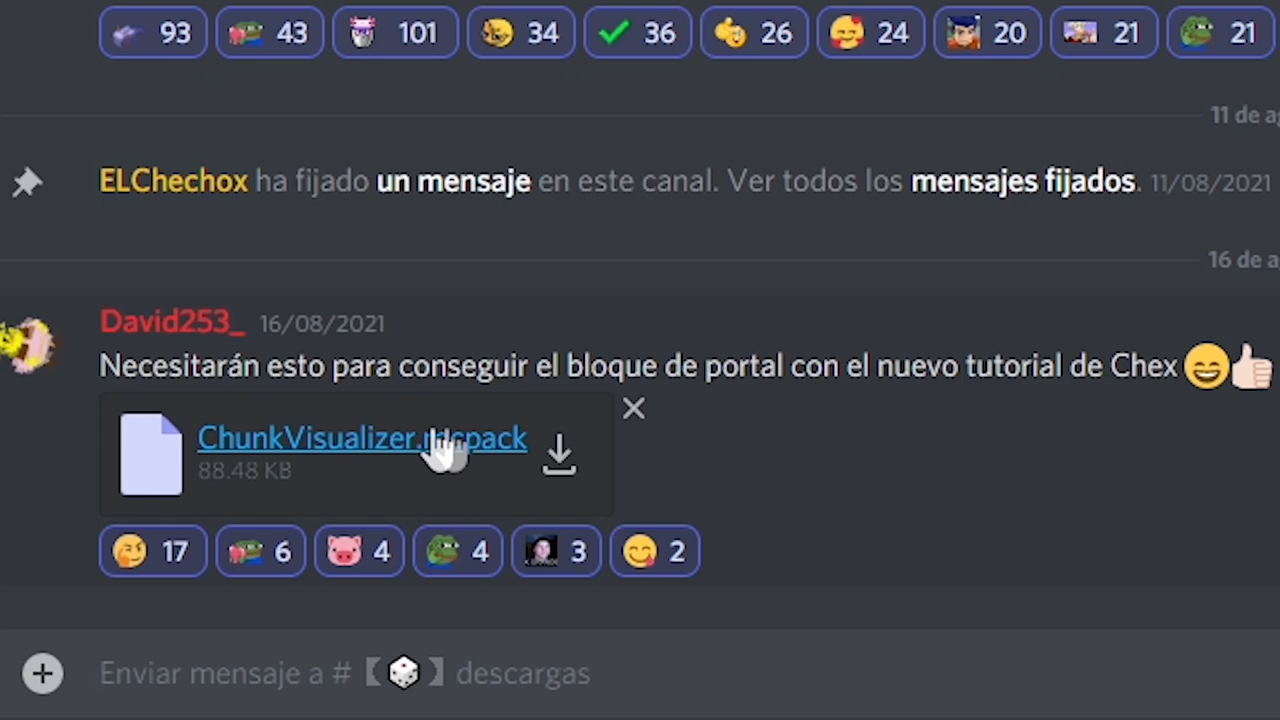 93 43 101 34 36 26 24 20 21 21
11 de a
ELChechox ha fijado un mensaje en este canal. Ver todos los mensajes fijados. 11/08/2021
16 de a
David253_ 16/08/2021
Necesitarán esto para conseguir el bloque de portal con el nuevo tutorial de Chex
ChunkVisualizer.mcpack
88.48 KB
17 6 4 4 3 2
Enviar mensaje a # 【🎲】descargas